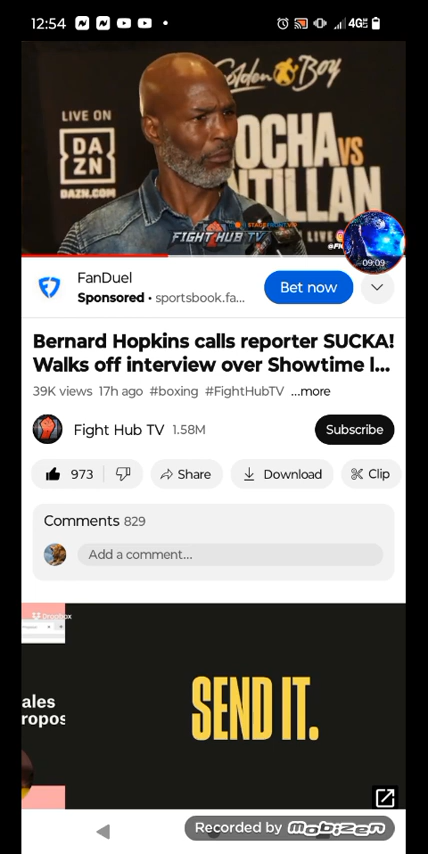 12:54
4G
Golden Boy
LIVE ON
DA
ZN
DAZN.COM
OCHA VS
NTILLAN
FIGHT HUB TV
LIVE
09:09
FanDuel
Sponsored • sportsbook.fa...
Bet now
Bernard Hopkins calls reporter SUCKA!
Walks off interview over Showtime l...
39K views 17h ago #boxing #FightHubTV ...more
Fight Hub TV 1.58M
Subscribe
973
Share
Download
Clip
Comments 829
Add a comment...
Dropbox
ales
ropos
SEND IT.
Recorded by Mobizen